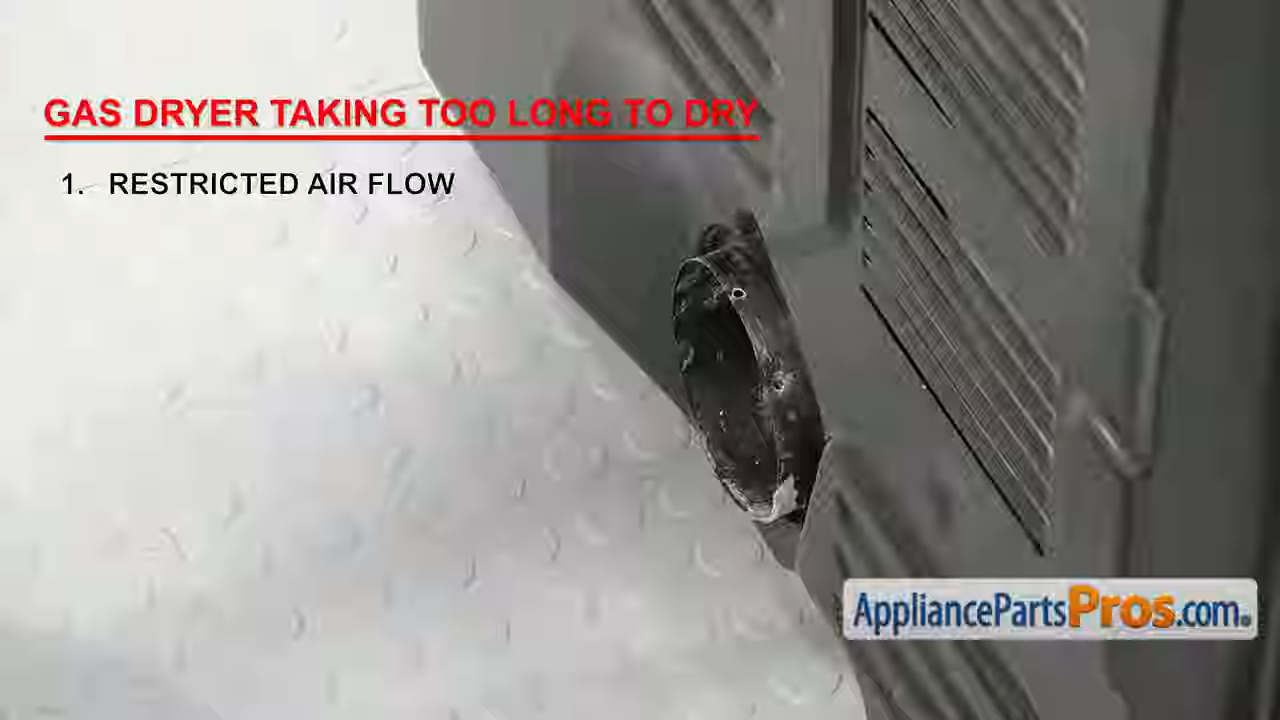 GAS DRYER TAKING TOO LONG TO DRY
1. RESTRICTED AIR FLOW
AppliancePartsPros.com